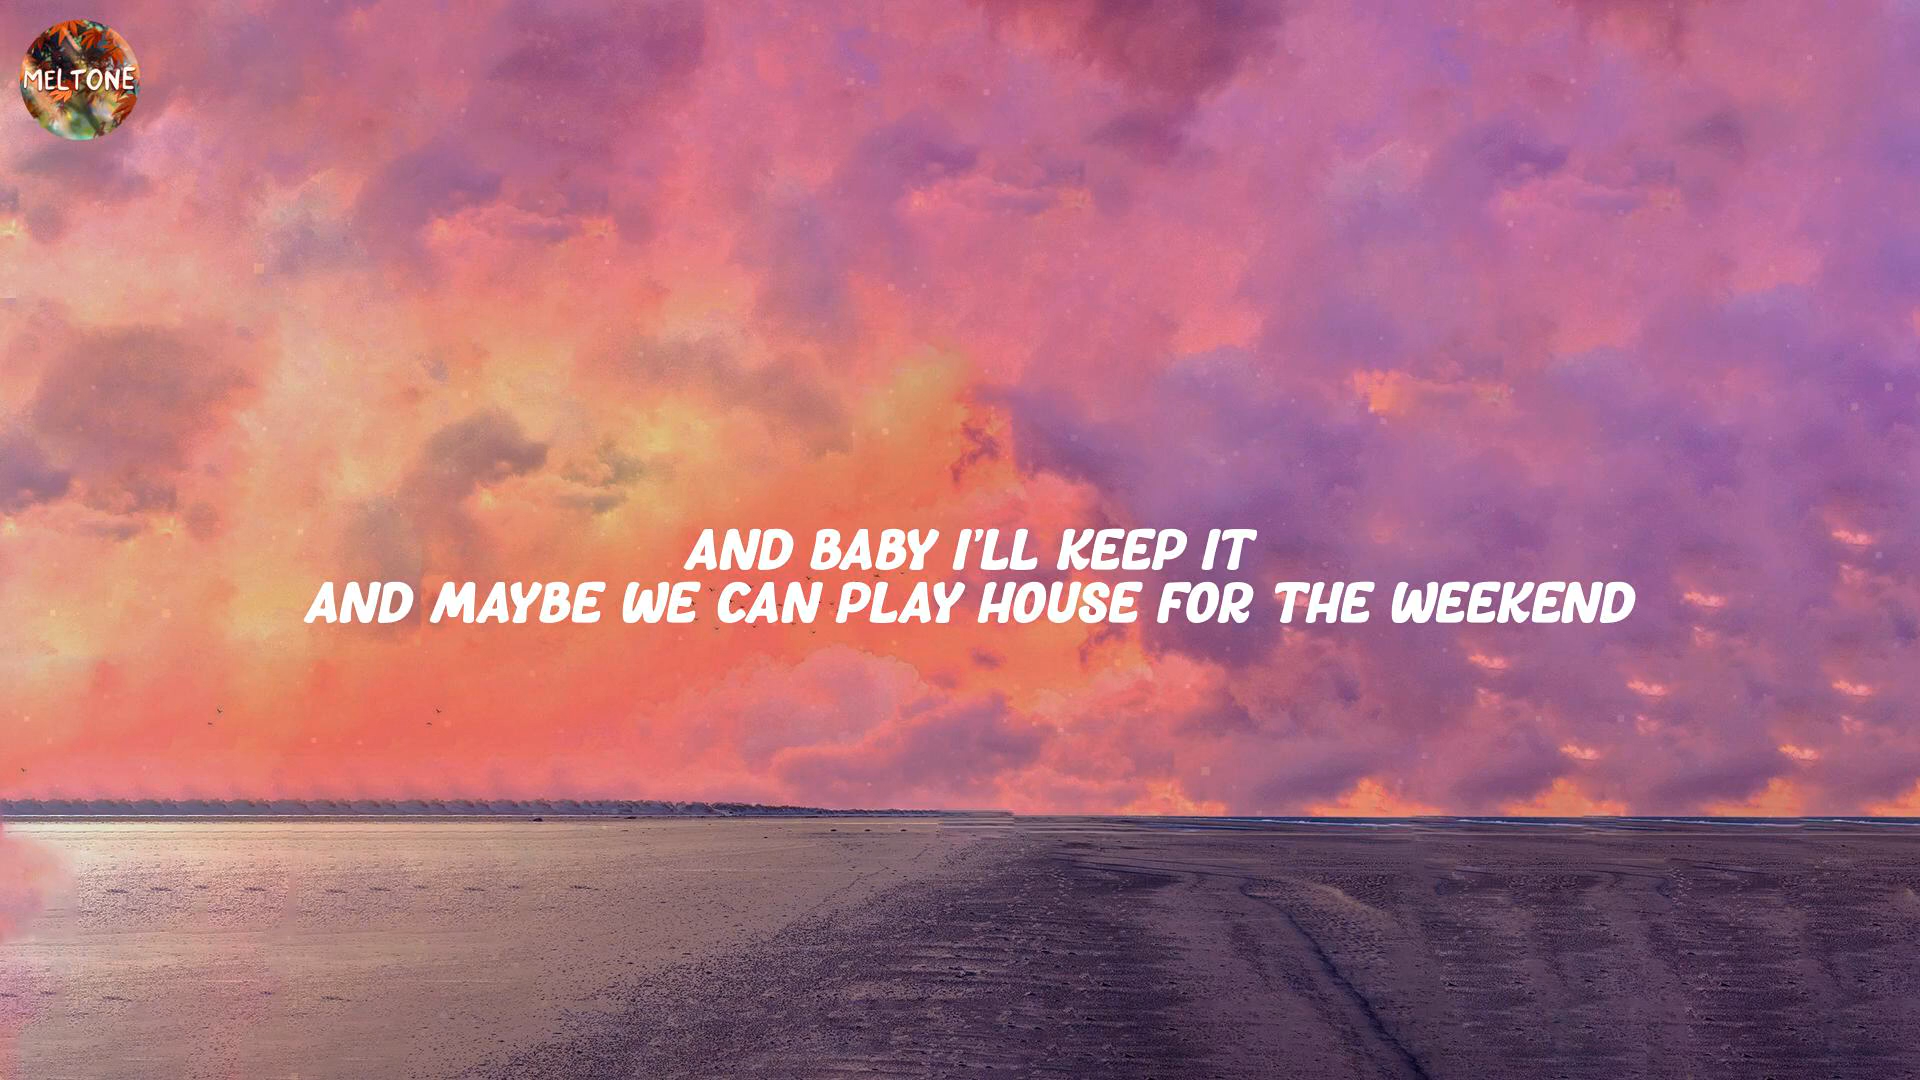 MELTONE
AND BABY I'LL KEEP IT
AND MAYBE WE CAN PLAY HOUSE FOR THE WEEKEND